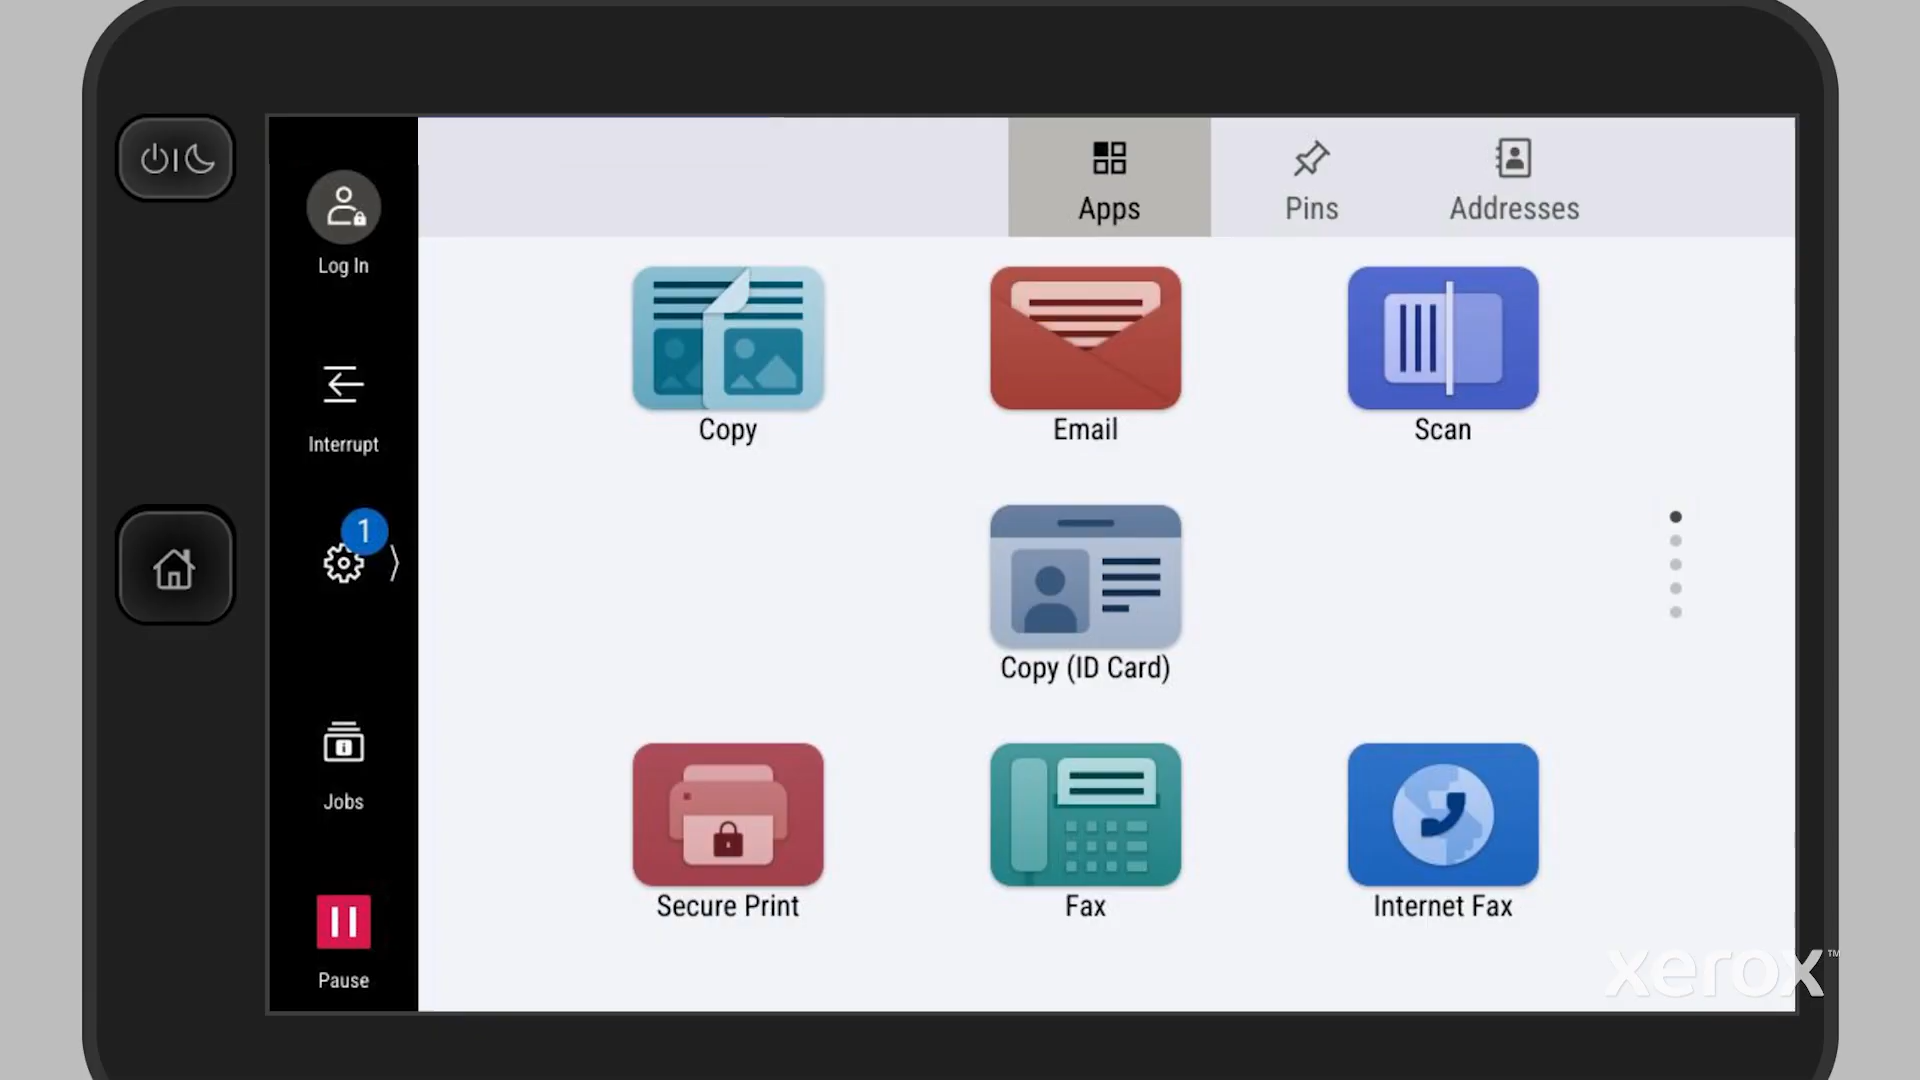 Apps
Pins
Addresses
Log In
Interrupt
1
Jobs
Pause
Copy
Email
Scan
Copy (ID Card)
Secure Print
Fax
Internet Fax
xerox™